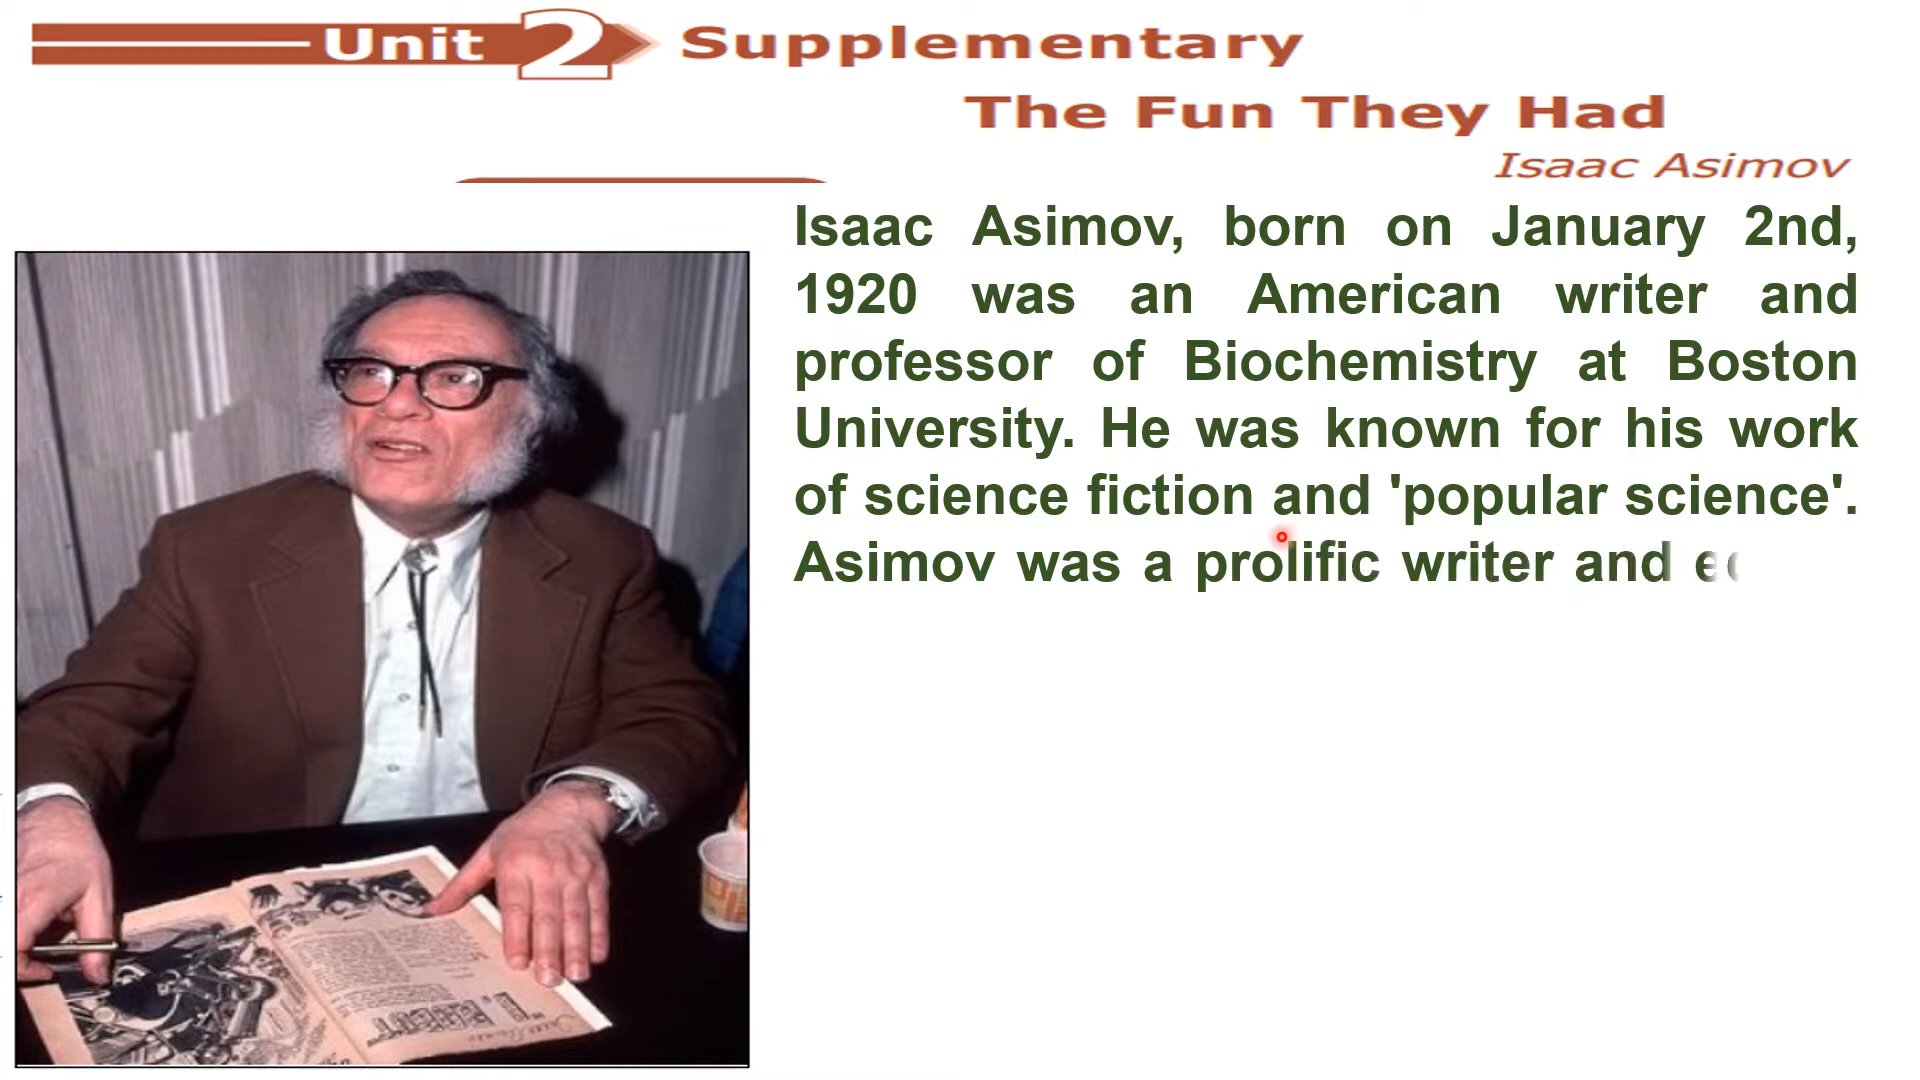 Unit 2 Supplementary
The Fun They Had
Isaac Asimov
Isaac Asimov, born on January 2nd,
1920 was an American writer and
professor of Biochemistry at Boston
University. He was known for his work
of science fiction and 'popular science'.
Asimov was a prolific writer and